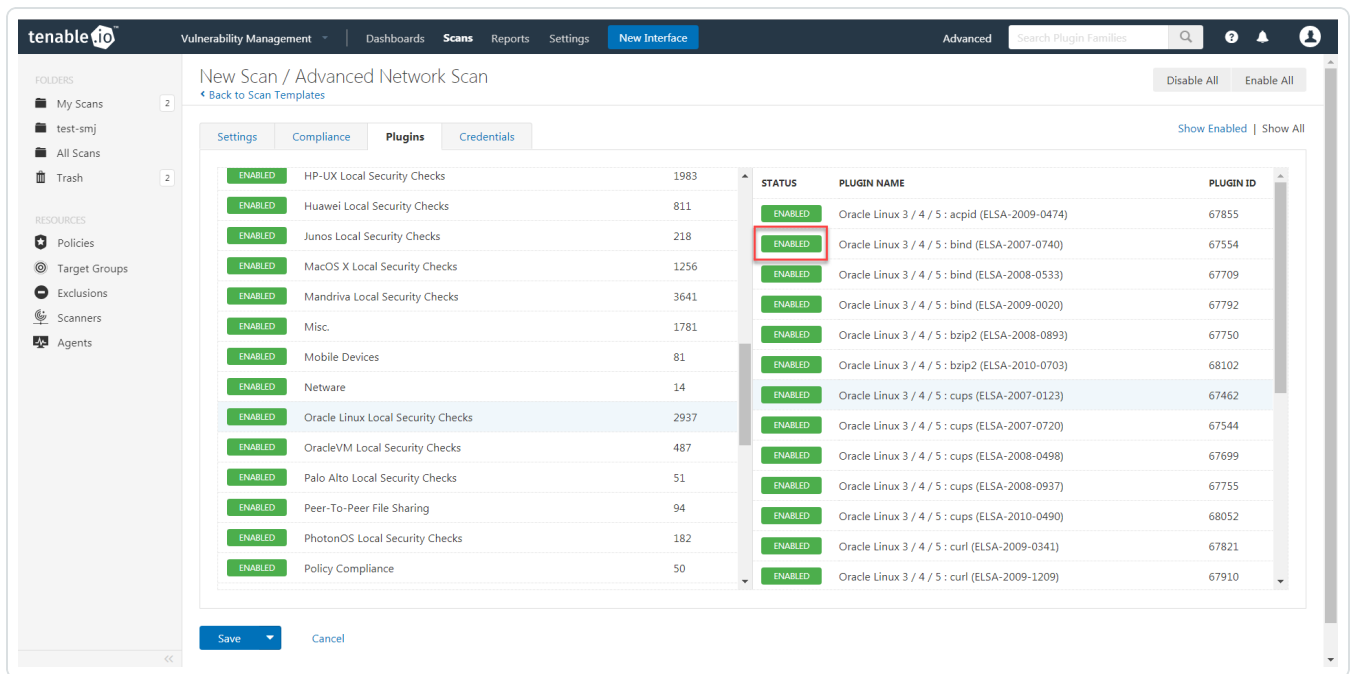 tenable.io™
Vulnerability Management
Dashboards
Scans
Reports
Settings
New Interface
Advanced
Search Plugin Families
FOLDERS
My Scans 2
test-smj
All Scans
Trash 2
RESOURCES
Policies
Target Groups
Exclusions
Scanners
Agents
New Scan / Advanced Network Scan
Back to Scan Templates
Disable All
Enable All
Settings
Compliance
Plugins
Credentials
Show Enabled | Show All
ENABLED HP-UX Local Security Checks 1983
ENABLED Huawei Local Security Checks 811
ENABLED Junos Local Security Checks 218
ENABLED MacOS X Local Security Checks 1256
ENABLED Mandriva Local Security Checks 3641
ENABLED Misc. 1781
ENABLED Mobile Devices 81
ENABLED Netware 14
ENABLED Oracle Linux Local Security Checks 2937
ENABLED OracleVM Local Security Checks 487
ENABLED Palo Alto Local Security Checks 51
ENABLED Peer-To-Peer File Sharing 94
ENABLED PhotonOS Local Security Checks 182
ENABLED Policy Compliance 50
STATUS PLUGIN NAME PLUGIN ID
ENABLED Oracle Linux 3 / 4 / 5 : acpid (ELSA-2009-0474) 67855
ENABLED Oracle Linux 3 / 4 / 5 : bind (ELSA-2007-0740) 67554
ENABLED Oracle Linux 3 / 4 / 5 : bind (ELSA-2008-0533) 67709
ENABLED Oracle Linux 3 / 4 / 5 : bind (ELSA-2009-0020) 67792
ENABLED Oracle Linux 3 / 4 / 5 : bzip2 (ELSA-2008-0893) 67750
ENABLED Oracle Linux 3 / 4 / 5 : bzip2 (ELSA-2010-0703) 68102
ENABLED Oracle Linux 3 / 4 / 5 : cups (ELSA-2007-0123) 67462
ENABLED Oracle Linux 3 / 4 / 5 : cups (ELSA-2007-0720) 67544
ENABLED Oracle Linux 3 / 4 / 5 : cups (ELSA-2008-0498) 67699
ENABLED Oracle Linux 3 / 4 / 5 : cups (ELSA-2008-0937) 67755
ENABLED Oracle Linux 3 / 4 / 5 : cups (ELSA-2010-0490) 68052
ENABLED Oracle Linux 3 / 4 / 5 : curl (ELSA-2009-0341) 67821
ENABLED Oracle Linux 3 / 4 / 5 : curl (ELSA-2009-1209) 67910
Save
Cancel